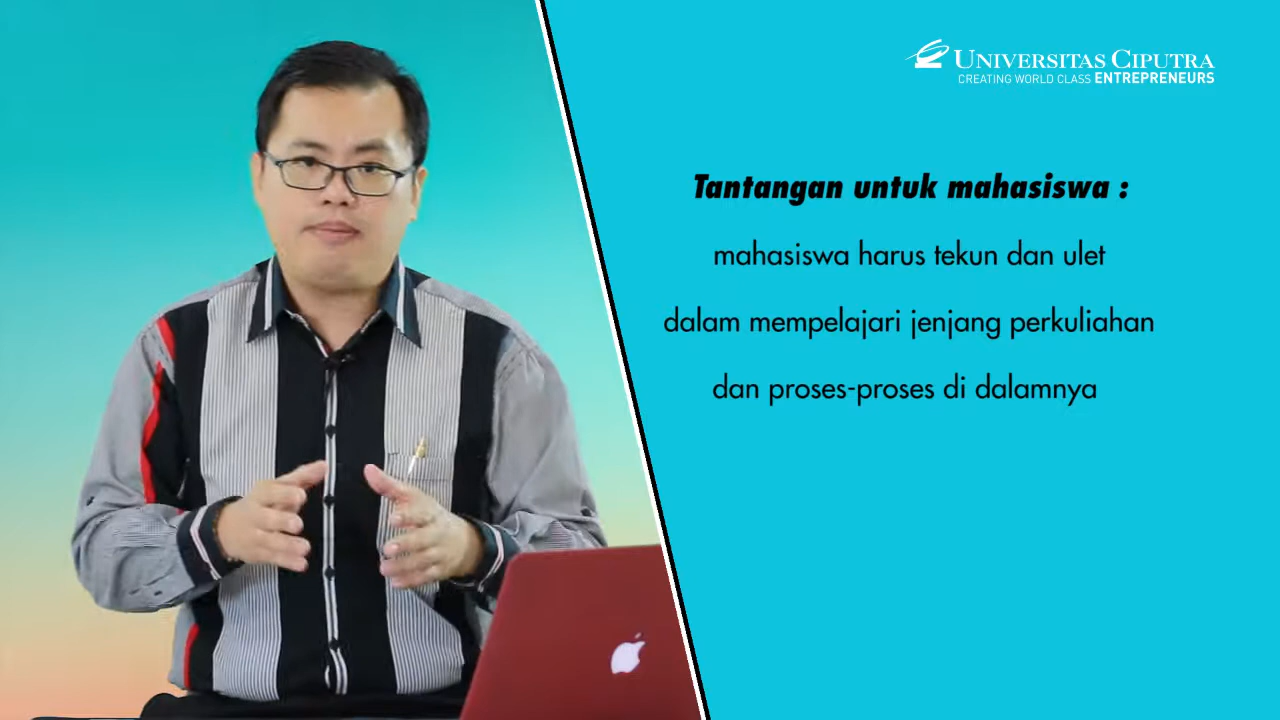 UNIVERSITAS CIPUTRA
CREATING WORLD CLASS ENTREPRENEURS
Tantangan untuk mahasiswa :
mahasiswa harus tekun dan ulet
dalam mempelajari jenjang perkuliahan
dan proses-proses di dalamnya